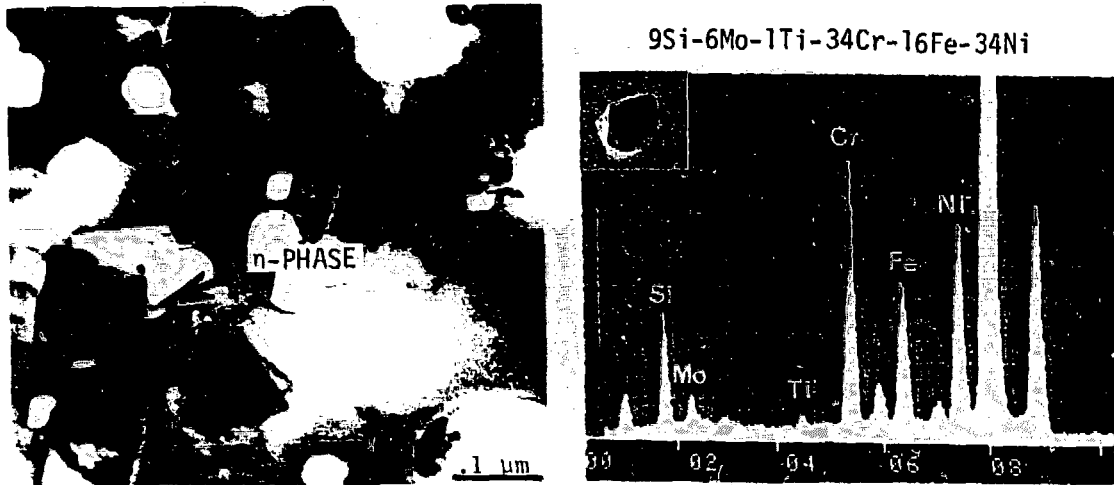 9Si-6Mo-1Ti-34Cr-16Fe-34Ni
Cr
Ni
η-PHASE
Fe
Si
Mo
Ti
.1 μm
00 02 04 06 08